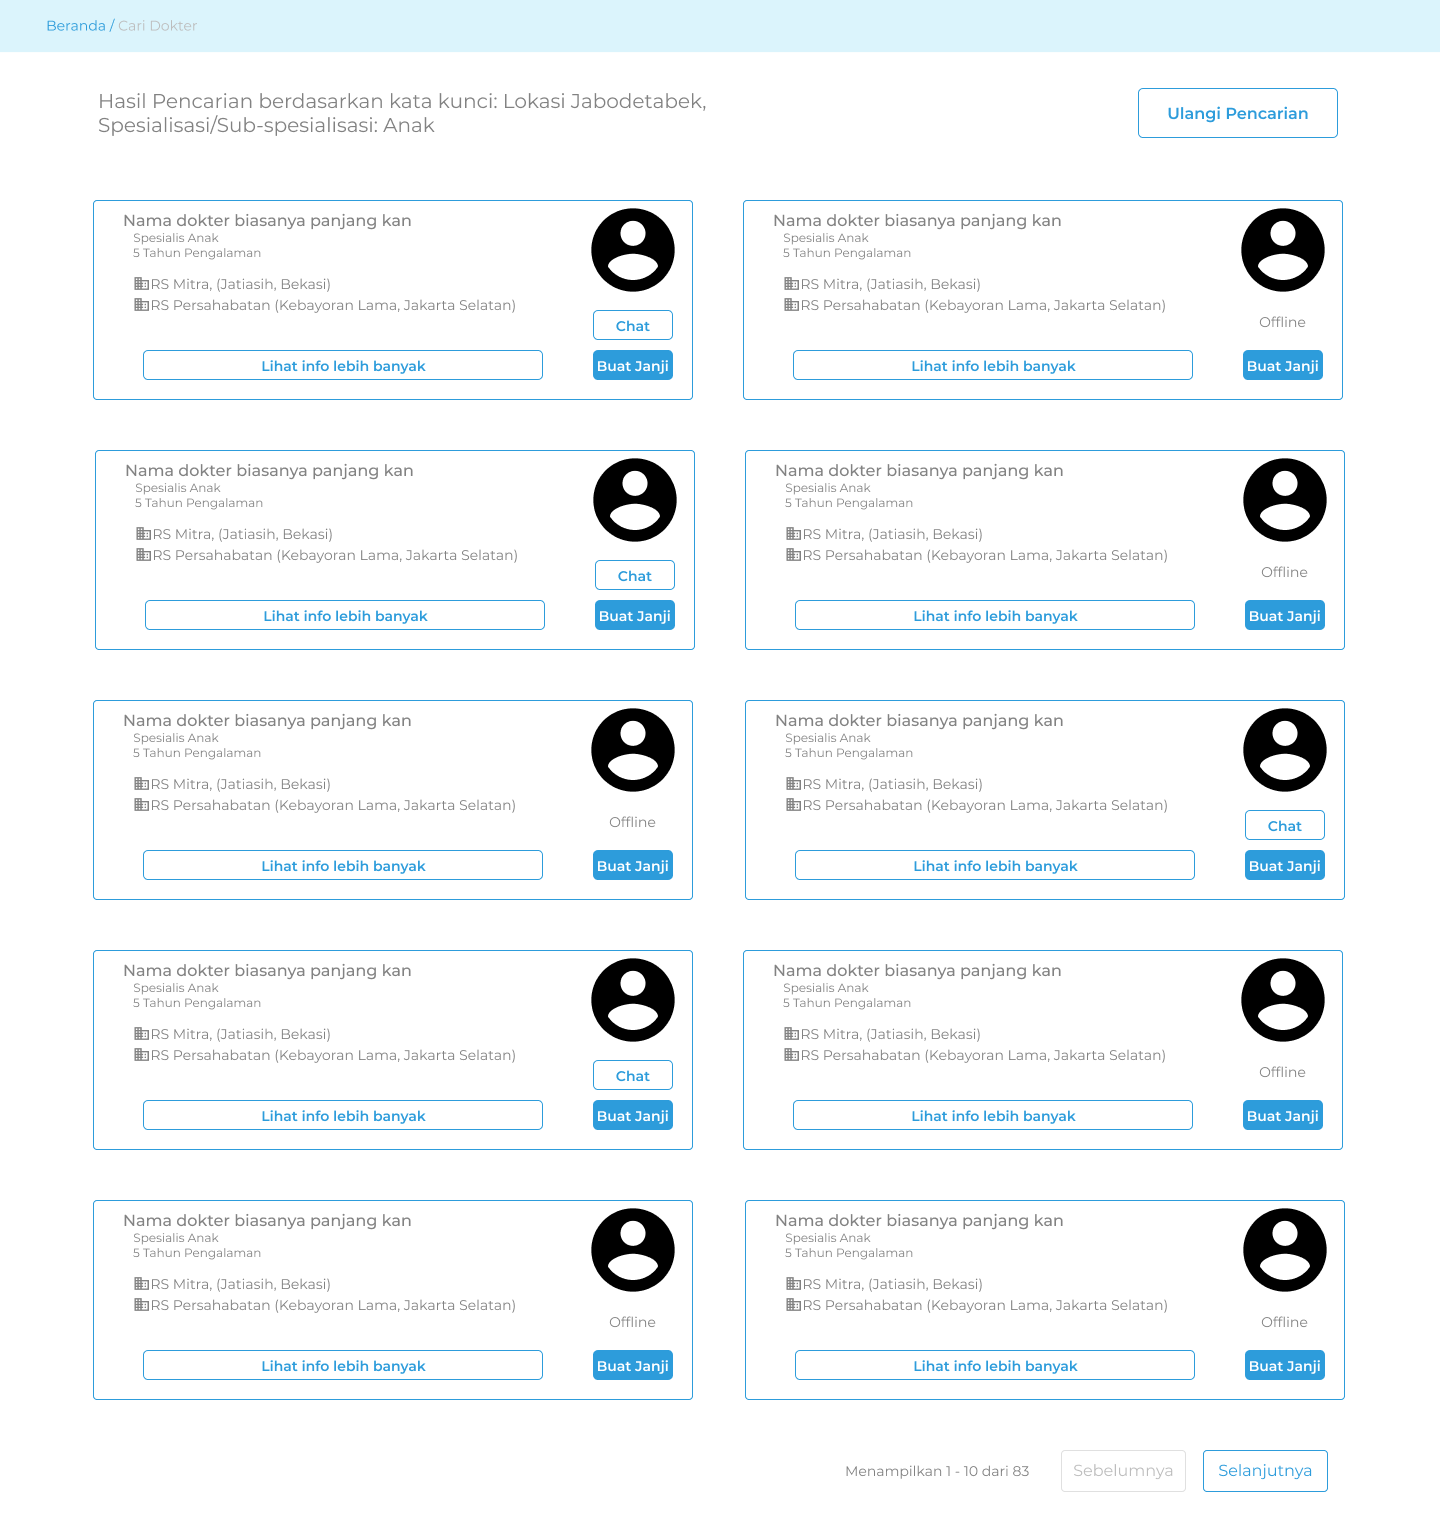 Beranda / Cari Dokter
Hasil Pencarian berdasarkan kata kunci: Lokasi Jabodetabek,
Spesialisasi/Sub-spesialisasi: Anak
Ulangi Pencarian
Nama dokter biasanya panjang kan
Spesialis Anak
5 Tahun Pengalaman
RS Mitra, (Jatiasih, Bekasi)
RS Persahabatan (Kebayoran Lama, Jakarta Selatan)
Chat
Lihat info lebih banyak
Buat Janji
Nama dokter biasanya panjang kan
Spesialis Anak
5 Tahun Pengalaman
RS Mitra, (Jatiasih, Bekasi)
RS Persahabatan (Kebayoran Lama, Jakarta Selatan)
Offline
Lihat info lebih banyak
Buat Janji
Nama dokter biasanya panjang kan
Spesialis Anak
5 Tahun Pengalaman
RS Mitra, (Jatiasih, Bekasi)
RS Persahabatan (Kebayoran Lama, Jakarta Selatan)
Chat
Lihat info lebih banyak
Buat Janji
Nama dokter biasanya panjang kan
Spesialis Anak
5 Tahun Pengalaman
RS Mitra, (Jatiasih, Bekasi)
RS Persahabatan (Kebayoran Lama, Jakarta Selatan)
Offline
Lihat info lebih banyak
Buat Janji
Nama dokter biasanya panjang kan
Spesialis Anak
5 Tahun Pengalaman
RS Mitra, (Jatiasih, Bekasi)
RS Persahabatan (Kebayoran Lama, Jakarta Selatan)
Offline
Lihat info lebih banyak
Buat Janji
Nama dokter biasanya panjang kan
Spesialis Anak
5 Tahun Pengalaman
RS Mitra, (Jatiasih, Bekasi)
RS Persahabatan (Kebayoran Lama, Jakarta Selatan)
Chat
Lihat info lebih banyak
Buat Janji
Nama dokter biasanya panjang kan
Spesialis Anak
5 Tahun Pengalaman
RS Mitra, (Jatiasih, Bekasi)
RS Persahabatan (Kebayoran Lama, Jakarta Selatan)
Chat
Lihat info lebih banyak
Buat Janji
Nama dokter biasanya panjang kan
Spesialis Anak
5 Tahun Pengalaman
RS Mitra, (Jatiasih, Bekasi)
RS Persahabatan (Kebayoran Lama, Jakarta Selatan)
Offline
Lihat info lebih banyak
Buat Janji
Nama dokter biasanya panjang kan
Spesialis Anak
5 Tahun Pengalaman
RS Mitra, (Jatiasih, Bekasi)
RS Persahabatan (Kebayoran Lama, Jakarta Selatan)
Offline
Lihat info lebih banyak
Buat Janji
Nama dokter biasanya panjang kan
Spesialis Anak
5 Tahun Pengalaman
RS Mitra, (Jatiasih, Bekasi)
RS Persahabatan (Kebayoran Lama, Jakarta Selatan)
Offline
Lihat info lebih banyak
Buat Janji
Menampilkan 1 - 10 dari 83
Sebelumnya
Selanjutnya